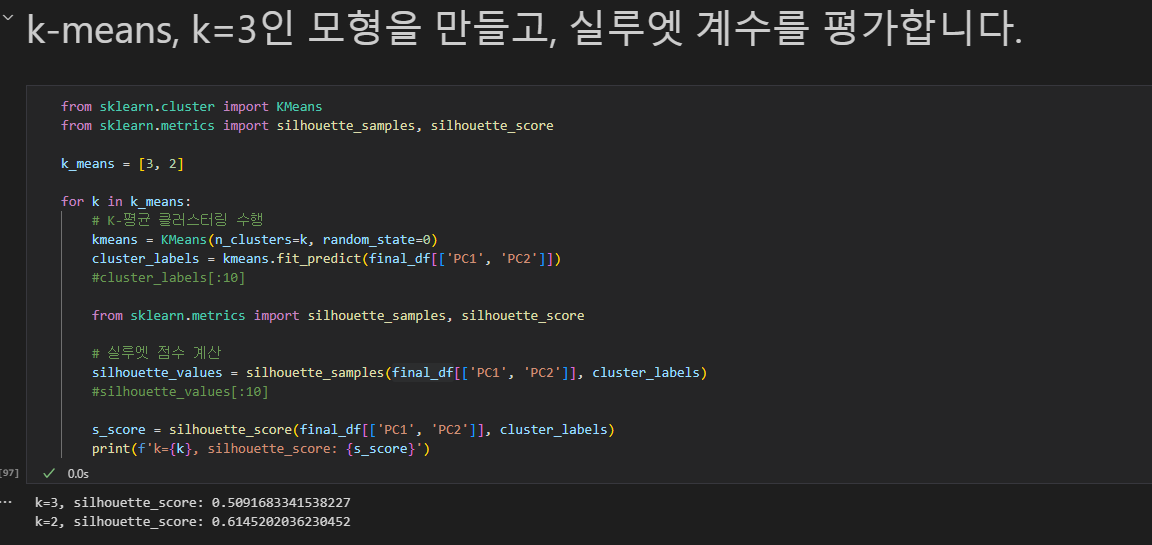 k-means, k=3인 모형을 만들고, 실루엣 계수를 평가합니다.
from sklearn.cluster import KMeans
from sklearn.metrics import silhouette_samples, silhouette_score
k_means = [3, 2]
for k in k_means:
# K-평균 클러스터링 수행
kmeans = KMeans(n_clusters=k, random_state=0)
cluster_labels = kmeans.fit_predict(final_df[['PC1', 'PC2']])
#cluster_labels[:10]
from sklearn.metrics import silhouette_samples, silhouette_score
# 실루엣 점수 계산
silhouette_values = silhouette_samples(final_df[['PC1', 'PC2']], cluster_labels)
#silhouette_values[:10]
s_score = silhouette_score(final_df[['PC1', 'PC2']], cluster_labels)
print(f'k={k}, silhouette_score: {s_score}')
[97] 0.0s
k=3, silhouette_score: 0.5091683341538227
k=2, silhouette_score: 0.6145202036230452